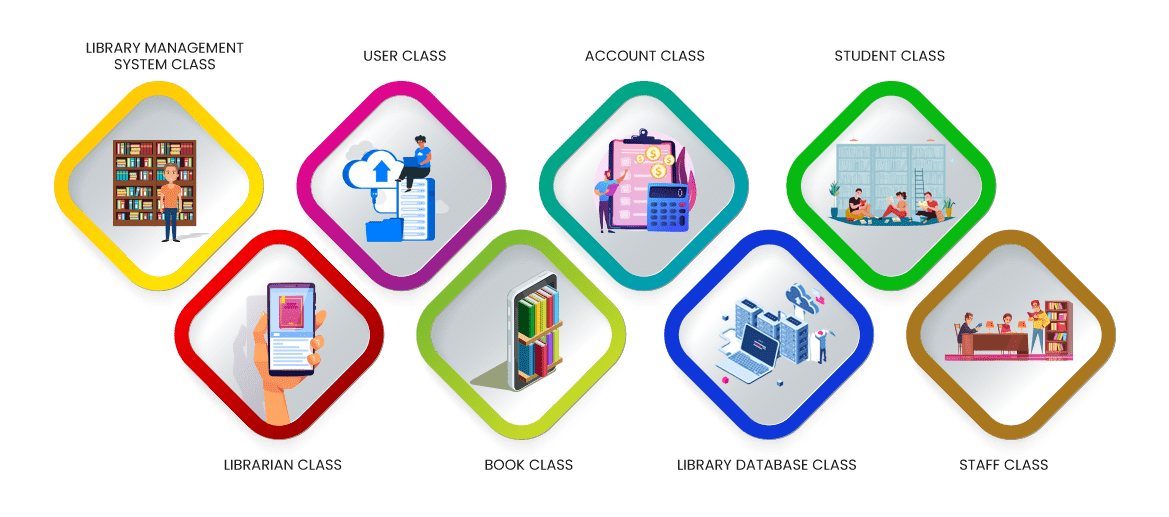 LIBRARY MANAGEMENT
SYSTEM CLASS
USER CLASS
ACCOUNT CLASS
STUDENT CLASS
LIBRARIAN CLASS
BOOK CLASS
LIBRARY DATABASE CLASS
STAFF CLASS